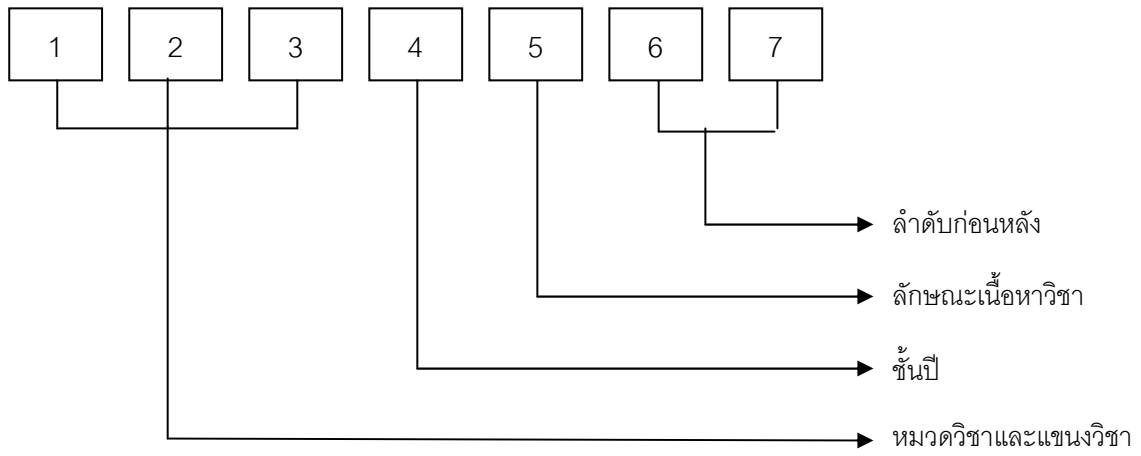 1 2 3 4 5 6 7
ลำดับก่อนหลัง
ลักษณะเนื้อหาวิชา
ชั้นปี
หมวดวิชาและแขนงวิชา